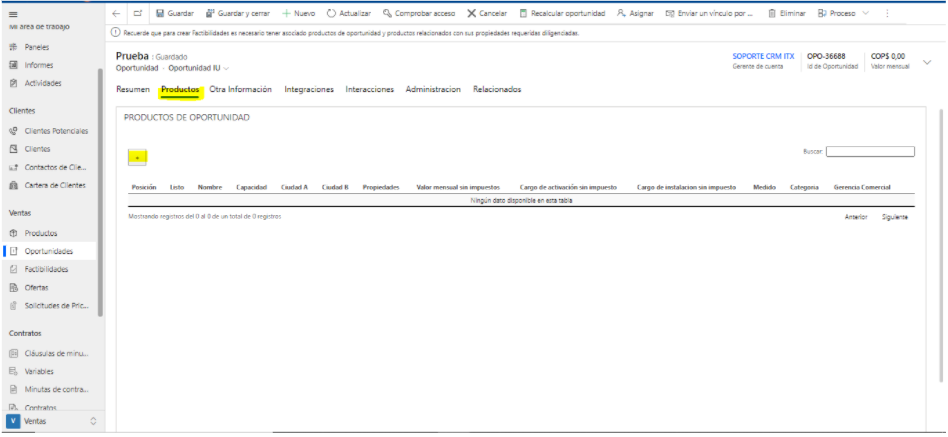 Guardar Guardar y cerrar Nuevo Actualizar Comprobar acceso Cancelar Recalcular oportunidad Asignar Enviar un vínculo por ... Eliminar Proceso
Mi área de trabajo
Recuerde que para crear Factibilidades es necesario tener asociado productos de oportunidad y productos relacionados con sus propiedades requeridas diligenciadas.
Paneles
Informes
Actividades
Clientes
Clientes Potenciales
Clientes
Contactos de Clie...
Cartera de Clientes
Ventas
Productos
Oportunidades
Factibilidades
Ofertas
Solicitudes de Pric...
Contratos
Cláusulas de minu...
Variables
Minutas de contra...
Contratos
V Ventas
Prueba : Guardado
Oportunidad · Oportunidad IU
SOPORTE CRM ITX
Gerente de cuenta
OPO-36688
Id de Oportunidad
COP$ 0,00
Valor mensual
Resumen Productos Otra Información Integraciones Interacciones Administracion Relacionados
PRODUCTOS DE OPORTUNIDAD
+
Buscar:
Posición Listo Nombre Capacidad Ciudad A Ciudad B Propiedades Valor mensual sin impuestos Cargo de activación sin impuesto Cargo de instalacion sin impuesto Medido Categoria Gerencia Comercial
Ningún dato disponible en esta tabla
Mostrando registros del 0 al 0 de un total de 0 registros
Anterior Siguiente